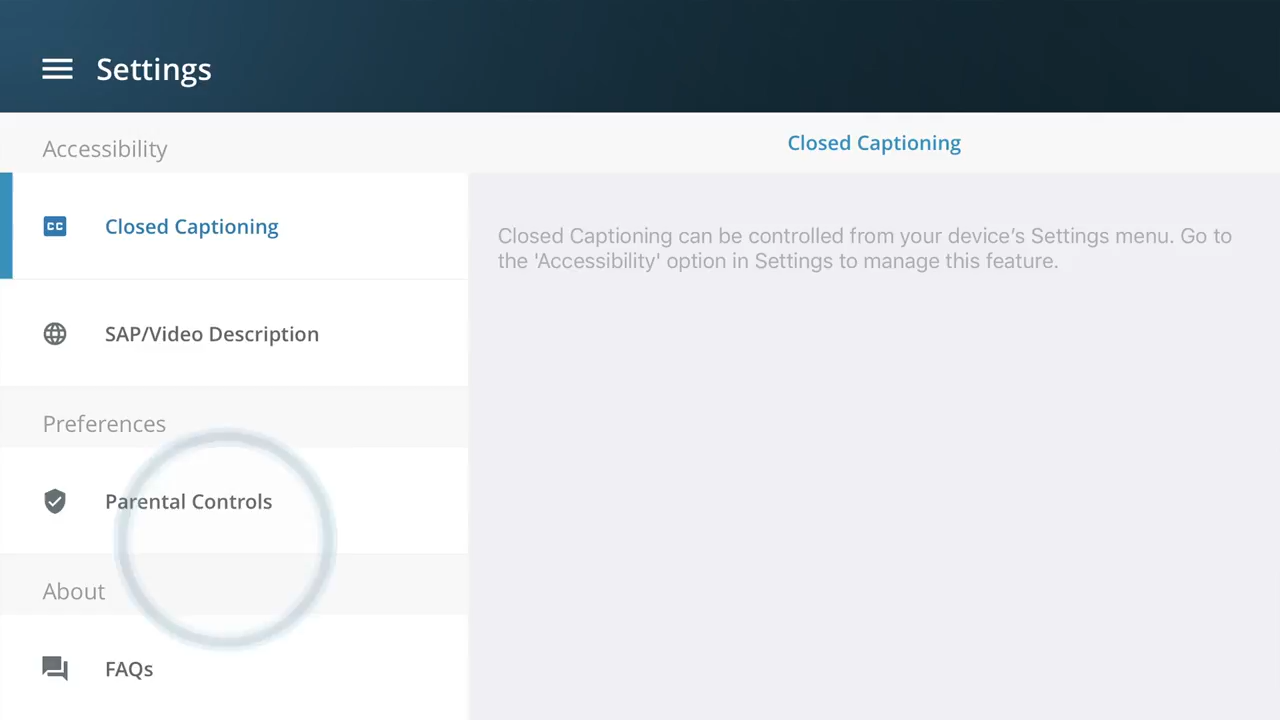 Settings
Accessibility
Closed Captioning
CC Closed Captioning
SAP/Video Description
Preferences
Parental Controls
About
FAQs
Closed Captioning can be controlled from your device’s Settings menu. Go to
the 'Accessibility' option in Settings to manage this feature.